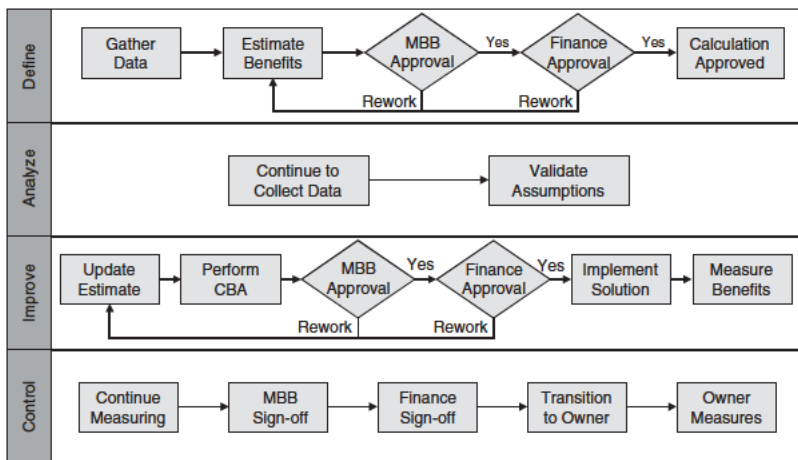 Define
Gather
Data
Estimate
Benefits
MBB
Approval
Yes
Finance
Approval
Yes
Calculation
Approved
Rework
Rework
Analyze
Continue to
Collect Data
Validate
Assumptions
Improve
Update
Estimate
Perform
CBA
MBB
Approval
Yes
Finance
Approval
Yes
Implement
Solution
Measure
Benefits
Rework
Rework
Control
Continue
Measuring
MBB
Sign-off
Finance
Sign-off
Transition
to Owner
Owner
Measures